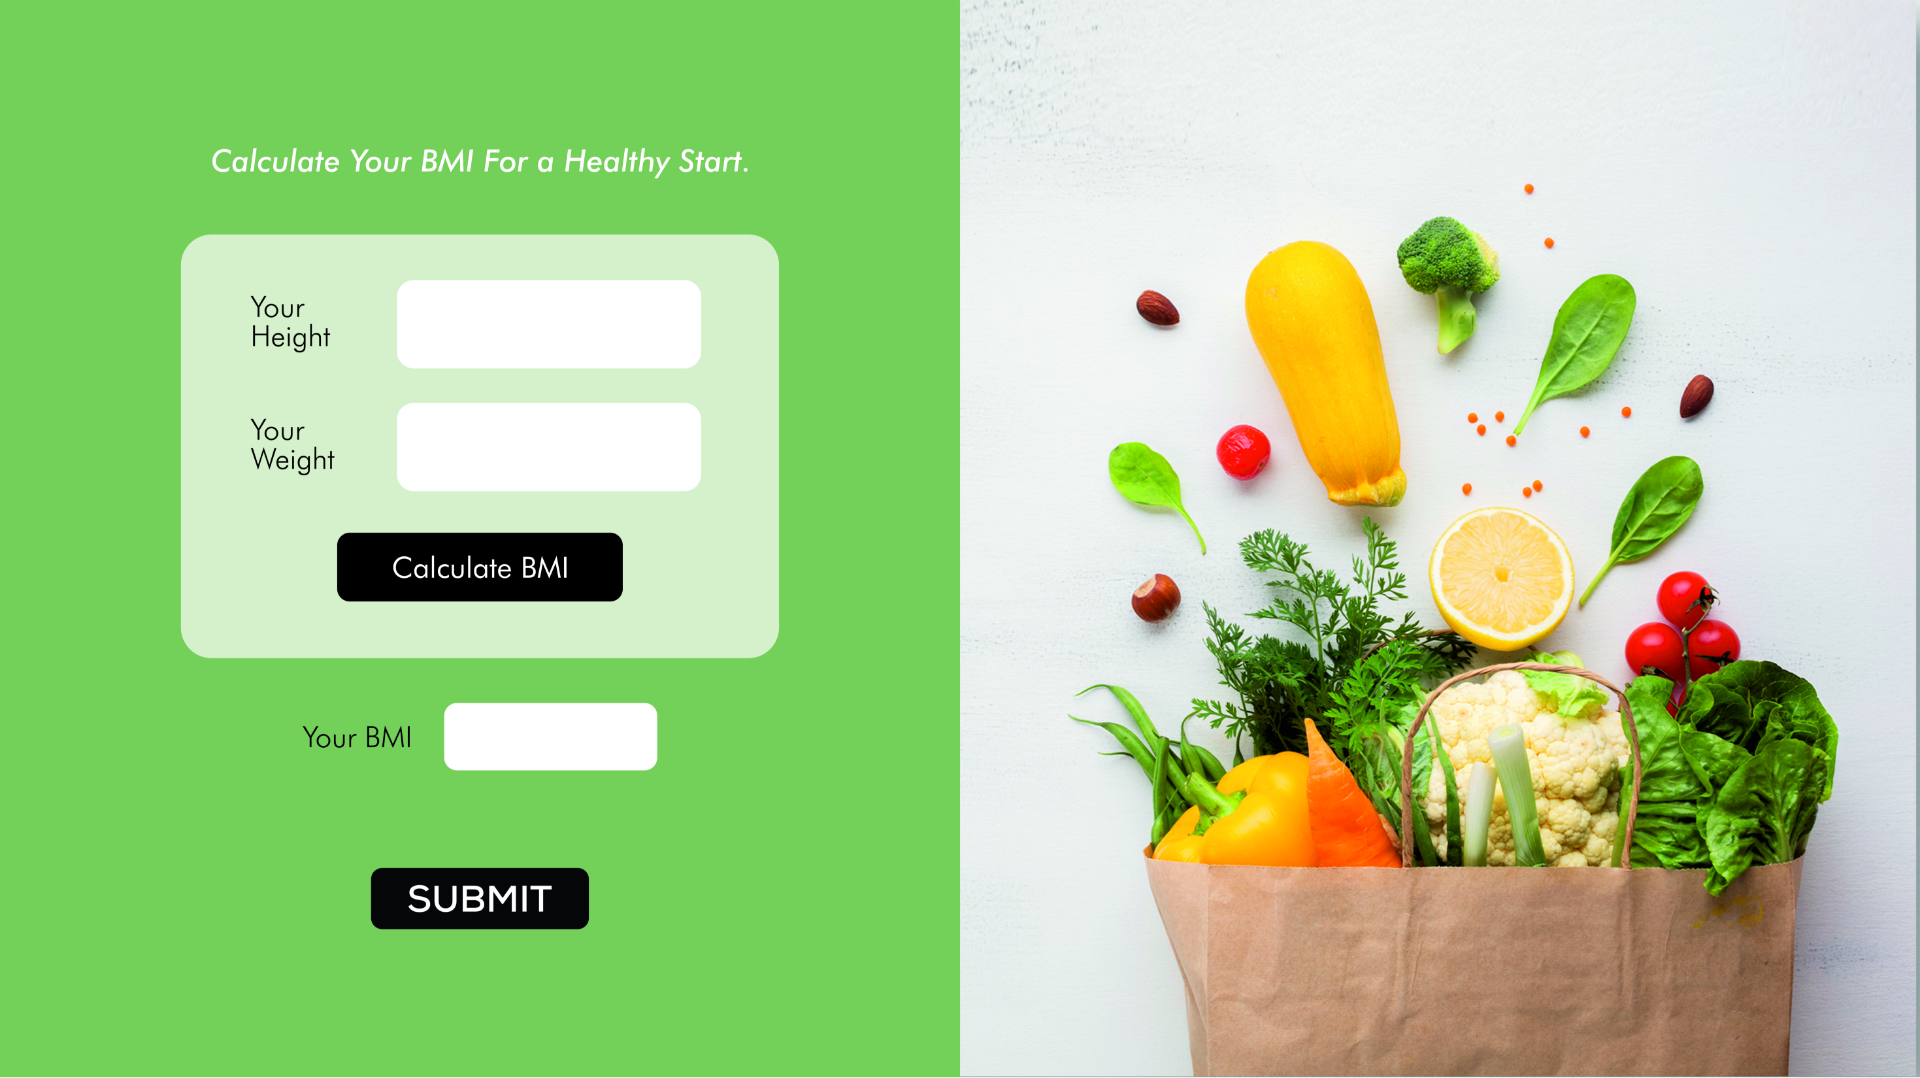 Calculate Your BMI For a Healthy Start.
Your
Height
Your
Weight
Calculate BMI
Your BMI
SUBMIT